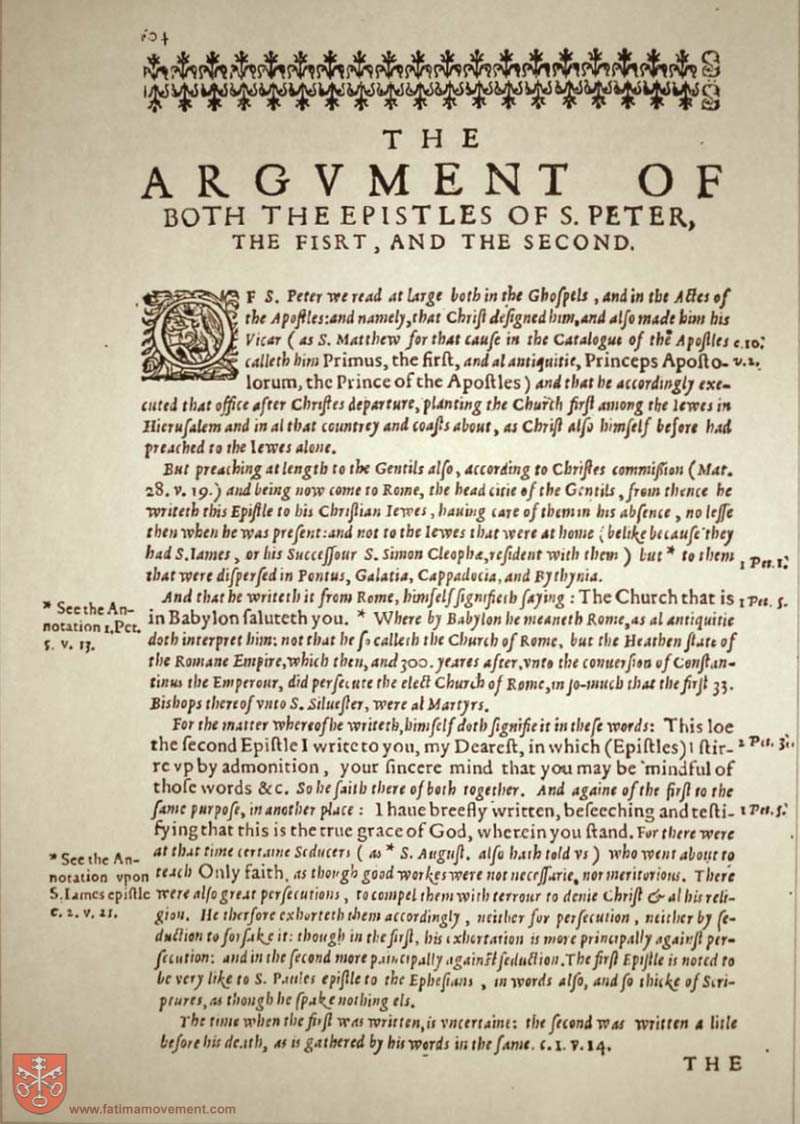 THE
ARGVMENT OF
BOTH THE EPISTLES OF S. PETER,
THE FISRT, AND THE SECOND.
OF S. Peter we read at large both in the Ghoſpels, and in the Actes of
the Apoſtles: and namely, that Chriſt deſigned him, and alſo made him his
Vicar (as S. Matthew for that cauſe in the Catalogue of the Apoſtles c.10.
calleth him Primus, the firſt, and al antiquitie, Princeps Apoſto- v.2.
lorum, the Prince of the Apoſtles) and that he accordingly exe-
cuted that office after Chriſtes departure, planting the Church firſt among the Iewes in
Hieruſalem and in al that countrey and coaſts about, as Chriſt alſo himſelf before had
preached to the Iewes alone.
But preaching at length to the Gentils alſo, according to Chriſtes commiſsion (Mat.
28. v. 19.) and being now come to Rome, the head citie of the Gentils, from thence he
writeth this Epiſtle to his Chriſtian Iewes, hauing care of them in his abſence, no leſſe
then when he was preſent: and not to the Iewes that were at home (belike becauſe they
had S. Iames, or his Succeſſour S. Simon Cleophæ, reſident with them) but * to them 1 Pet. 1.
that were diſperſed in Pontus, Galatia, Cappadocia, and Bythynia.
And that he writeth it from Rome, himſelf ſignifieth ſaying: The Church that is 1 Pet. 5.
* See the An-
notation 1. Pet.
5. v. 13.
in Babylon ſaluteth you. * Where by Babylon he meaneth Rome, as al antiquitie
doth interpret him: not that he ſo calleth the Church of Rome, but the Heathen ſtate of
the Romane Empire, which then, and 300. yeares after, vnto the conuerſion of Conſtan-
tinus the Emperour, did perſecute the elect Church of Rome, in ſo-much that the firſt 33.
Bishops thereof vnto S. Silueſter, were al Martyrs.
For the matter whereof he writeth, himſelf doth ſignifie it in theſe words: This loe
the ſecond Epiſtle I write to you, my Deareſt, in which (Epiſtles) I ſtir- 2 Pet. 3.
re vp by admonition, your ſincere mind that you may be mindful of
thoſe words &c. So he ſaith there of both together. And againe of the firſt to the
ſame purpoſe, in another place: I haue breefly written, beſeeching and teſti- 1 Pet. 5.
fying that this is the true grace of God, wherein you ſtand. For there were
at that time certaine Seducers (as * S. Auguſt. alſo hath told vs) who went about to
* See the An-
notation vpon
S. Iames epiſtle
c. 2. v. 21.
teach Only faith, as though good workes were not neceſſarie, nor meritorious. There
were alſo great perſecutions, to compel them with terrour to denie Chriſt & al his reli-
gion. He therfore exhorteth them accordingly, neither for perſecution, neither by ſe-
duction to forſake it: though in the firſt, his exhortation is more principally againſt per-
ſecution: and in the ſecond more principally againſt ſeduction. The firſt Epiſtle is noted to
be very like to S. Paules epiſtle to the Epheſians, in words alſo, and ſo thicke of Scri-
ptures, as though he ſpake nothing els.
The time when the firſt was written, is vncertaine: the ſecond was written a litle
before his death, as is gathered by his words in the ſame. c. 1. v. 14.
THE
www.fatimamovement.com